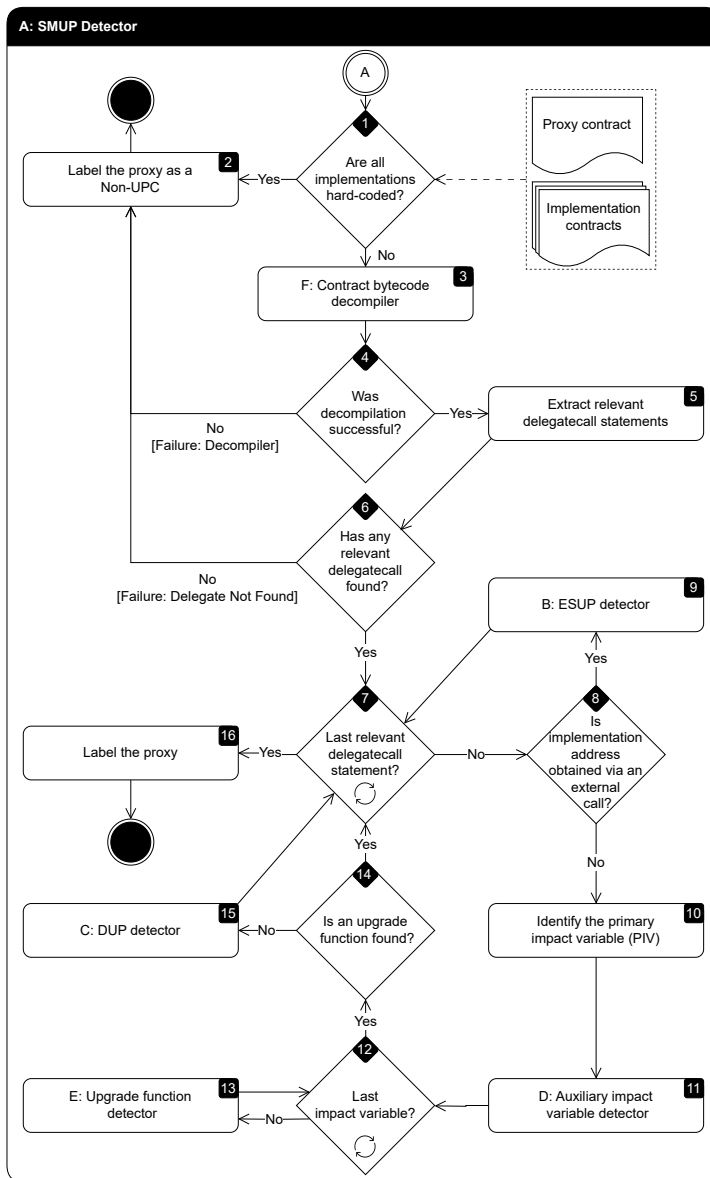 A: SMUP Detector
A
1
Are all
implementations
hard-coded?
Proxy contract
Implementation
contracts
2
Label the proxy as a
Non-UPC
Yes
No
3
F: Contract bytecode
decompiler
4
Was
decompilation
successful?
Yes
5
Extract relevant
delegatecall statements
No
[Failure: Decompiler]
6
Has any
relevant
delegatecall
found?
No
[Failure: Delegate Not Found]
Yes
9
B: ESUP detector
Yes
7
Last relevant
delegatecall
statement?
16
Label the proxy
Yes
No
8
Is
implementation
address
obtained via an
external
call?
Yes
No
14
Is an upgrade
function found?
15
C: DUP detector
No
10
Identify the primary
impact variable (PIV)
Yes
12
Last
impact variable?
13
E: Upgrade function
detector
No
11
D: Auxiliary impact
variable detector